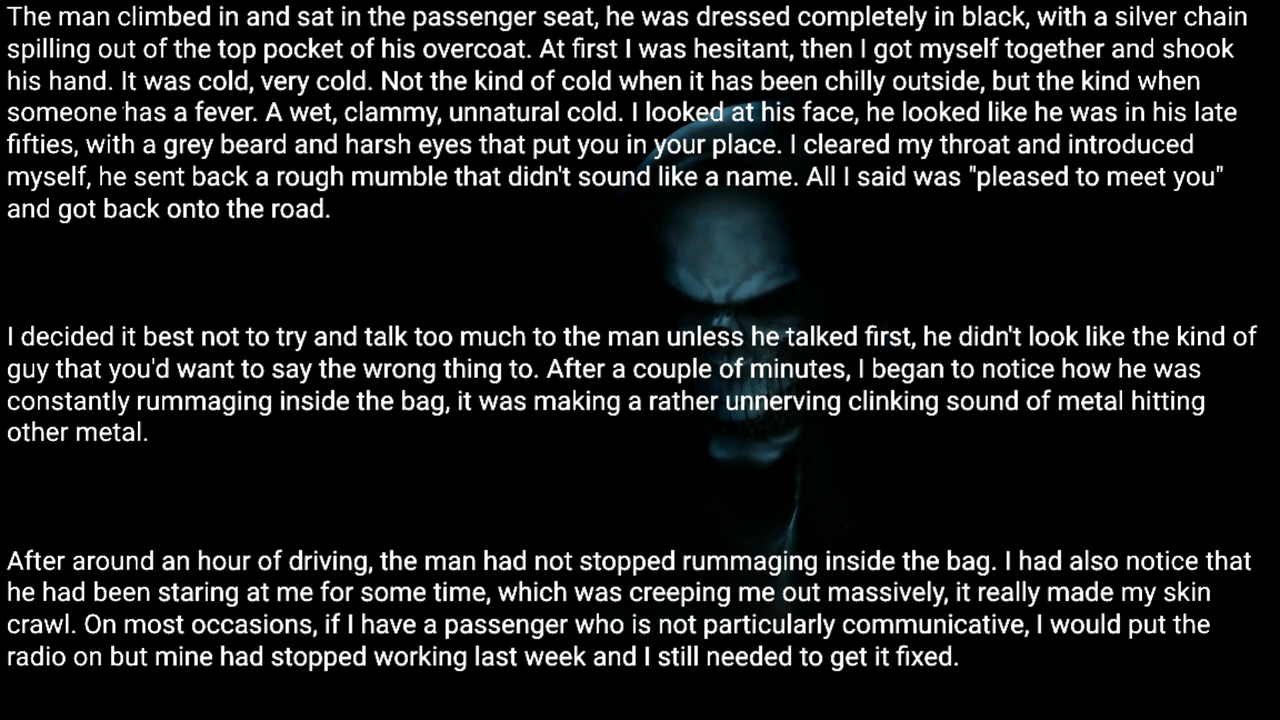 The man climbed in and sat in the passenger seat, he was dressed completely in black, with a silver chain
spilling out of the top pocket of his overcoat. At first I was hesitant, then I got myself together and shook
his hand. It was cold, very cold. Not the kind of cold when it has been chilly outside, but the kind when
someone has a fever. A wet, clammy, unnatural cold. I looked at his face, he looked like he was in his late
fifties, with a grey beard and harsh eyes that put you in your place. I cleared my throat and introduced
myself, he sent back a rough mumble that didn't sound like a name. All I said was "pleased to meet you"
and got back onto the road.
I decided it best not to try and talk too much to the man unless he talked first, he didn't look like the kind of
guy that you'd want to say the wrong thing to. After a couple of minutes, I began to notice how he was
constantly rummaging inside the bag, it was making a rather unnerving clinking sound of metal hitting
other metal.
After around an hour of driving, the man had not stopped rummaging inside the bag. I had also notice that
he had been staring at me for some time, which was creeping me out massively, it really made my skin
crawl. On most occasions, if I have a passenger who is not particularly communicative, I would put the
radio on but mine had stopped working last week and I still needed to get it fixed.